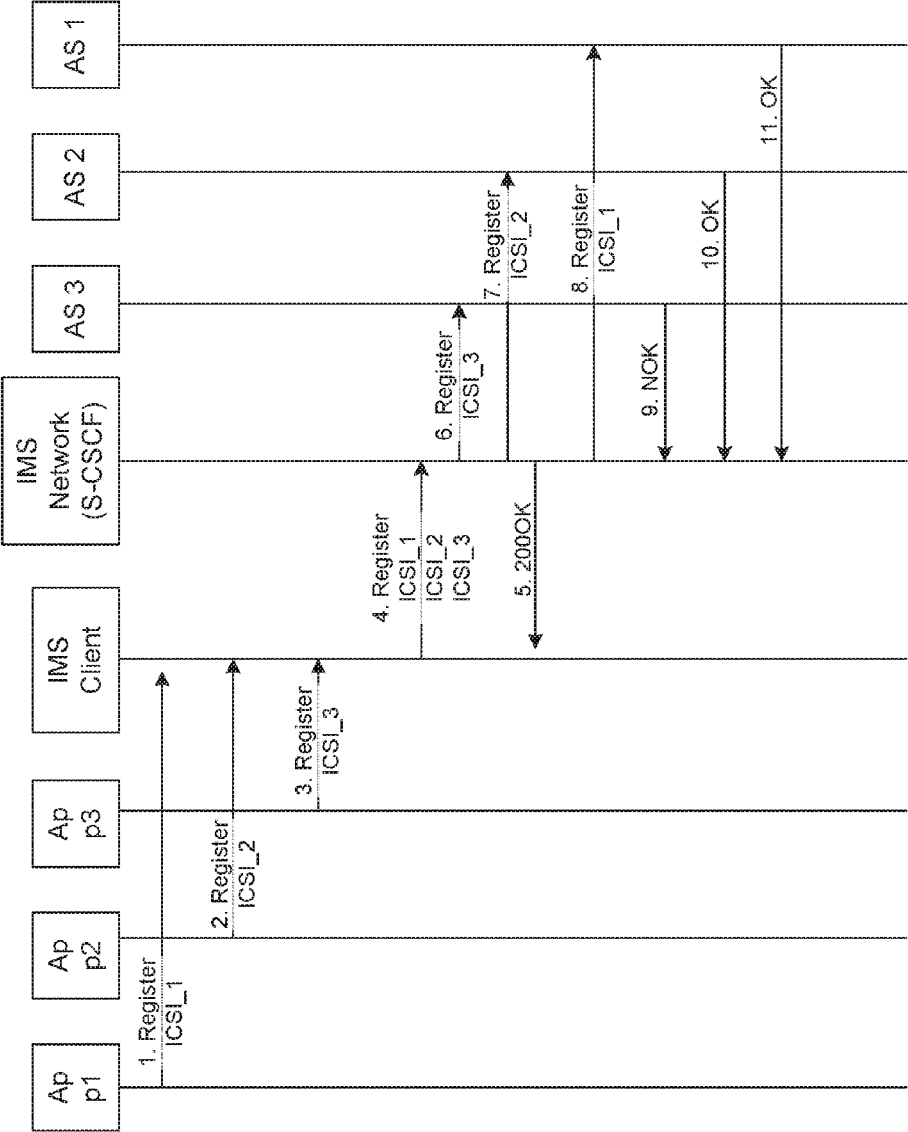 Ap
p1
Ap
p2
Ap
p3
IMS
Client
IMS
Network
(S-CSCF)
AS 3
AS 2
AS 1
1. Register
ICSI_1
2. Register
ICSI_2
3. Register
ICSI_3
4. Register
ICSI_1
ICSI_2
ICSI_3
5. 200OK
6. Register
ICSI_3
7. Register
ICSI_2
8. Register
ICSI_1
9. NOK
10. OK
11. OK